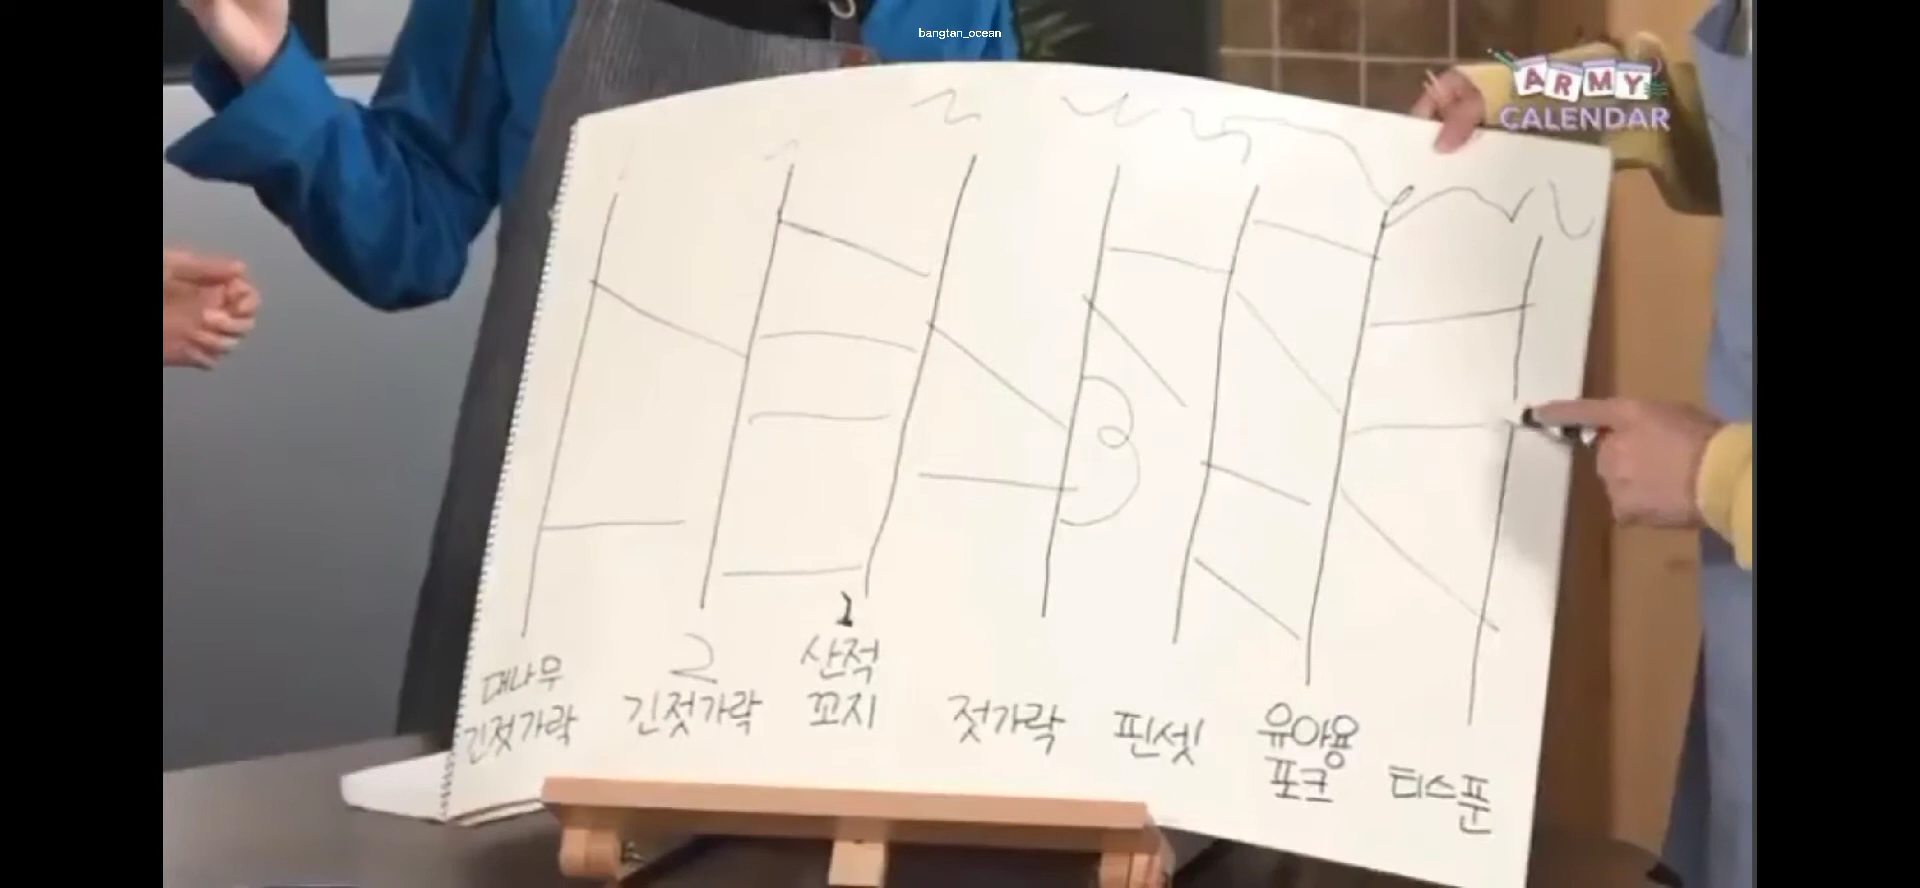 bangtan_ocean
ARMY
CALENDAR
대나무
긴젓가락
2
긴젓가락
1
산적
꼬지
젓가락
핀셋
유아용
포크
티스푼